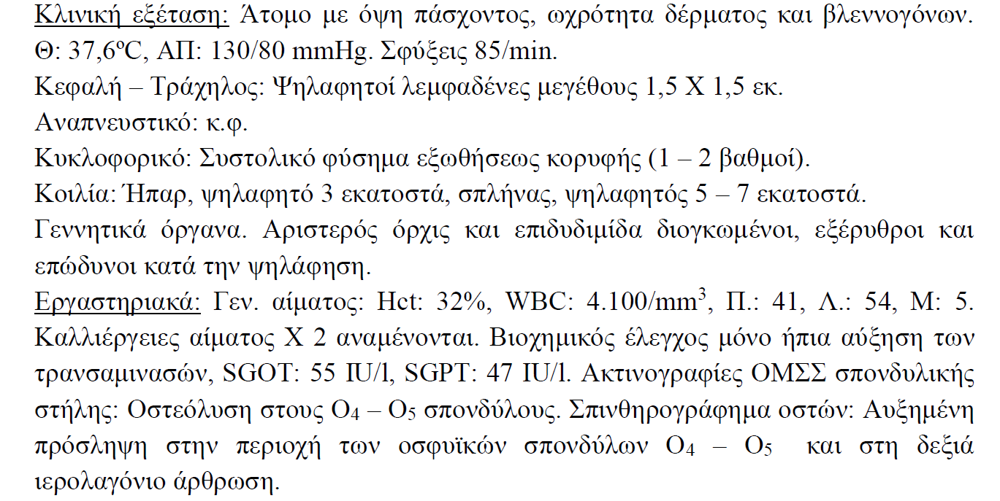 Κλινική εξέταση: Άτομο με όψη πάσχοντος, ωχρότητα δέρματος και βλεννογόνων.
Θ: 37,6ºC, ΑΠ: 130/80 mmHg. Σφύξεις 85/min.
Κεφαλή – Τράχηλος: Ψηλαφητοί λεμφαδένες μεγέθους 1,5 Χ 1,5 εκ.
Αναπνευστικό: κ.φ.
Κυκλοφορικό: Συστολικό φύσημα εξωθήσεως κορυφής (1 – 2 βαθμοί).
Κοιλία: Ήπαρ, ψηλαφητό 3 εκατοστά, σπλήνας, ψηλαφητός 5 – 7 εκατοστά.
Γεννητικά όργανα. Αριστερός όρχις και επιδυδιμίδα διογκωμένοι, εξέρυθροι και
επώδυνοι κατά την ψηλάφηση.
Εργαστηριακά: Γεν. αίματος: Hct: 32%, WBC: 4.100/mm³, Π.: 41, Λ.: 54, Μ: 5.
Καλλιέργειες αίματος Χ 2 αναμένονται. Βιοχημικός έλεγχος μόνο ήπια αύξηση των
τρανσαμινασών, SGOT: 55 IU/l, SGPT: 47 IU/l. Ακτινογραφίες ΟΜΣΣ σπονδυλικής
στήλης: Οστεόλυση στους Ο₄ – Ο₅ σπονδύλους. Σπινθηρογράφημα οστών: Αυξημένη
πρόσληψη στην περιοχή των οσφυϊκών σπονδύλων Ο₄ – Ο₅ και στη δεξιά
ιερολαγόνιο άρθρωση.